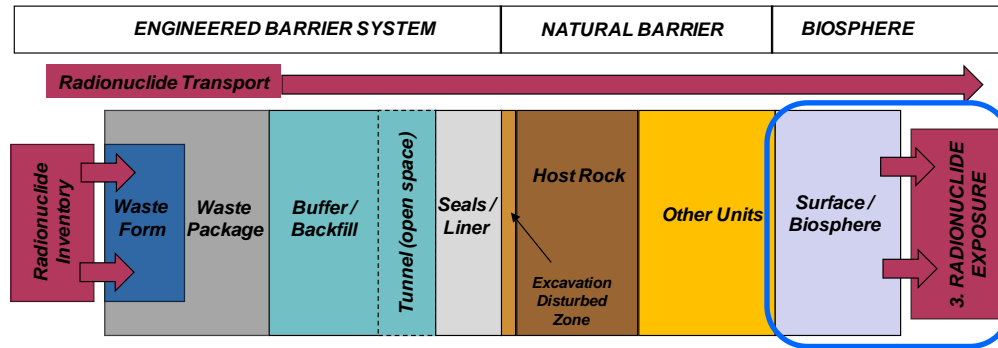 ENGINEERED BARRIER SYSTEM
NATURAL BARRIER
BIOSPHERE
Radionuclide Transport
Radionuclide
Inventory
Waste
Form
Waste
Package
Buffer /
Backfill
Tunnel (open space)
Seals /
Liner
Host Rock
Excavation
Disturbed
Zone
Other Units
Surface /
Biosphere
3. RADIONUCLIDE
EXPOSURE